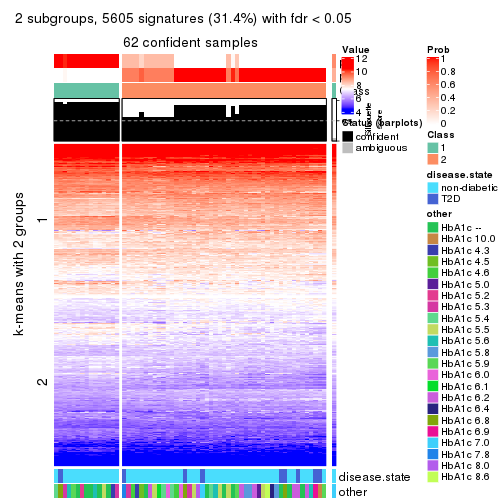 2 subgroups, 5605 signatures (31.4%) with fdr < 0.05
62 confident samples
k-means with 2 groups
1
2
Value
12
10
8
6
4
Status (barplots)
confident
ambiguous
Silhouette
score
disease.state
other
Prob
1
0.8
0.6
0.4
0.2
0
Class
1
2
disease.state
non-diabetic
T2D
other
HbA1c --
HbA1c 10.0
HbA1c 4.3
HbA1c 4.5
HbA1c 4.6
HbA1c 5.0
HbA1c 5.2
HbA1c 5.3
HbA1c 5.4
HbA1c 5.5
HbA1c 5.6
HbA1c 5.8
HbA1c 5.9
HbA1c 6.0
HbA1c 6.1
HbA1c 6.2
HbA1c 6.4
HbA1c 6.8
HbA1c 6.9
HbA1c 7.0
HbA1c 7.8
HbA1c 8.0
HbA1c 8.6